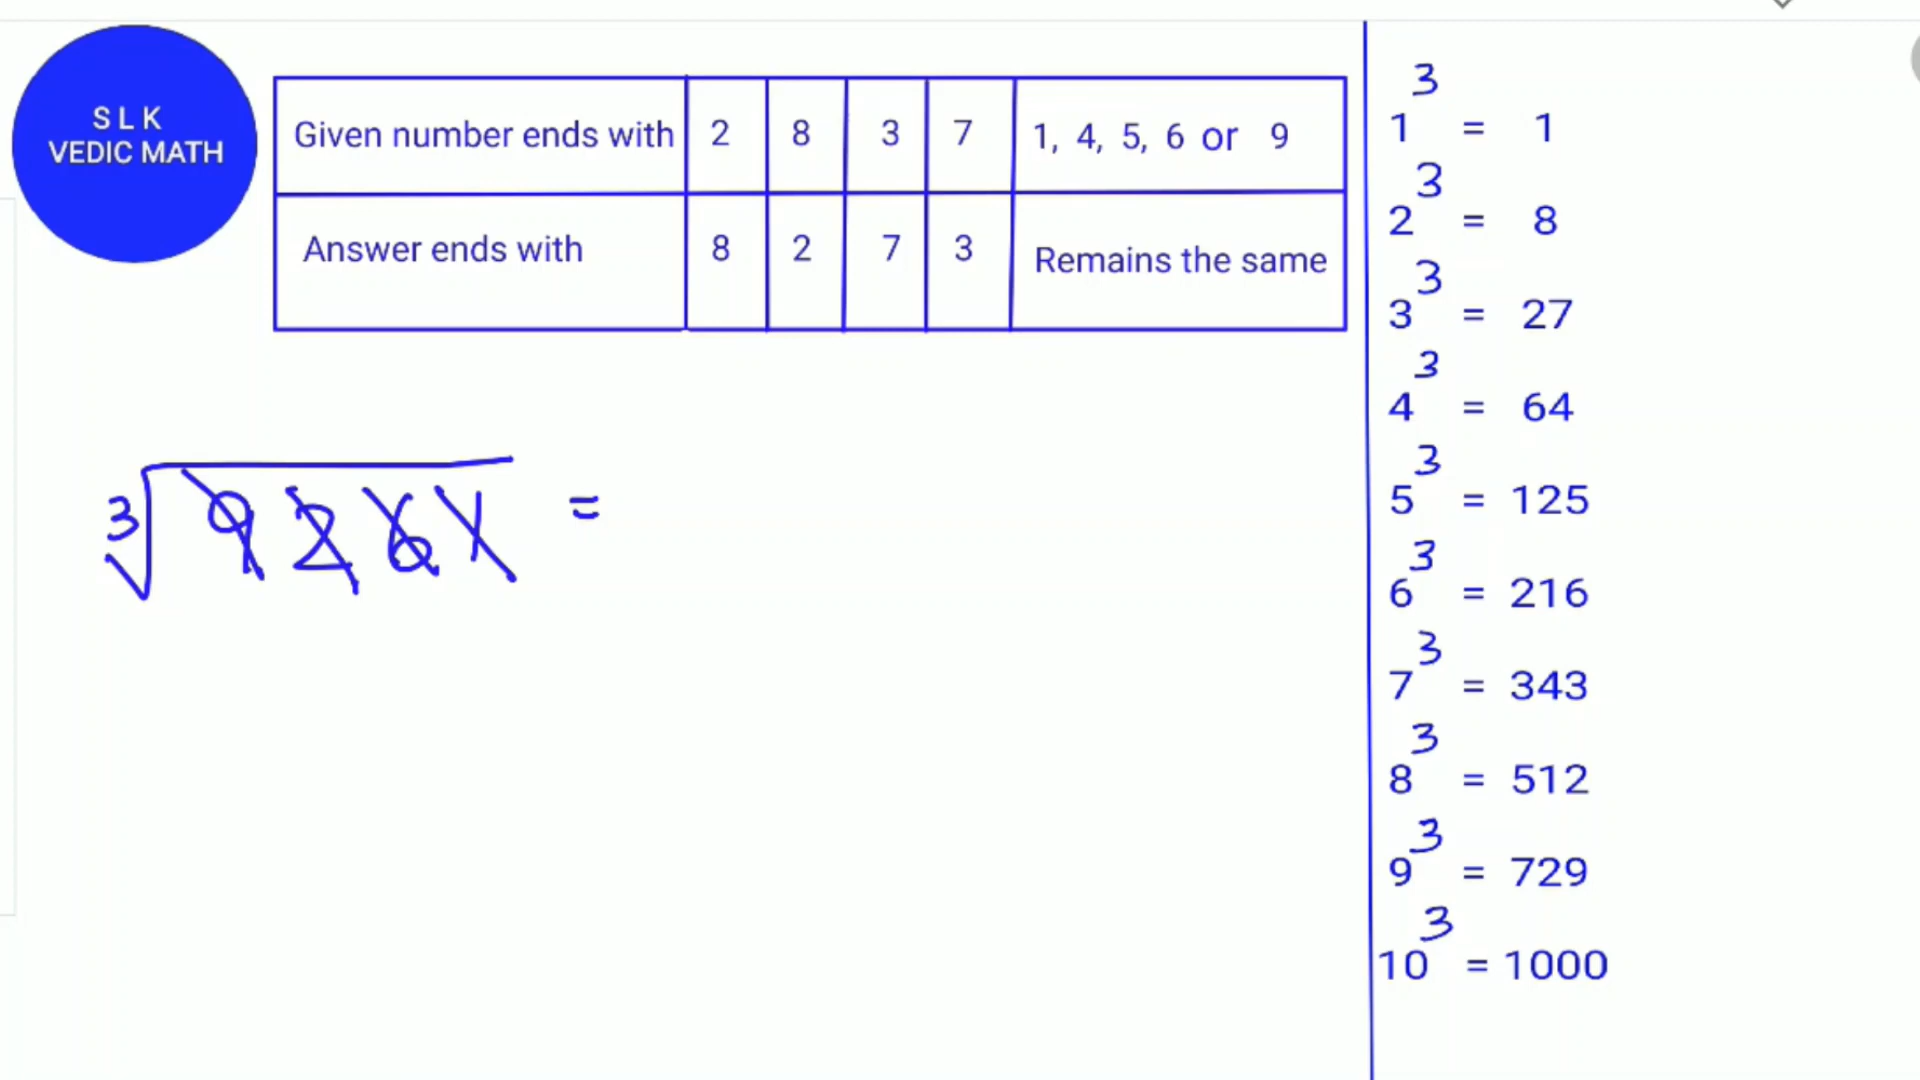 S L K
VEDIC MATH
Given number ends with 2 8 3 7 1, 4, 5, 6 or 9
Answer ends with 8 2 7 3 Remains the same
∛9261 =
1³ = 1
2³ = 8
3³ = 27
4³ = 64
5³ = 125
6³ = 216
7³ = 343
8³ = 512
9³ = 729
10³ = 1000